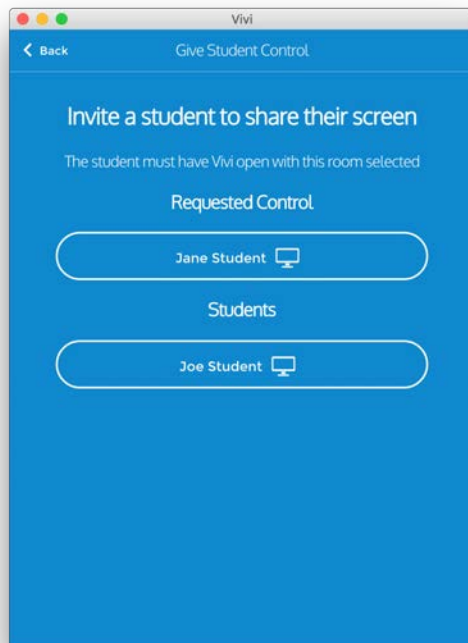 Vivi
Back
Give Student Control
Invite a student to share their screen
The student must have Vivi open with this room selected
Requested Control
Jane Student
Students
Joe Student